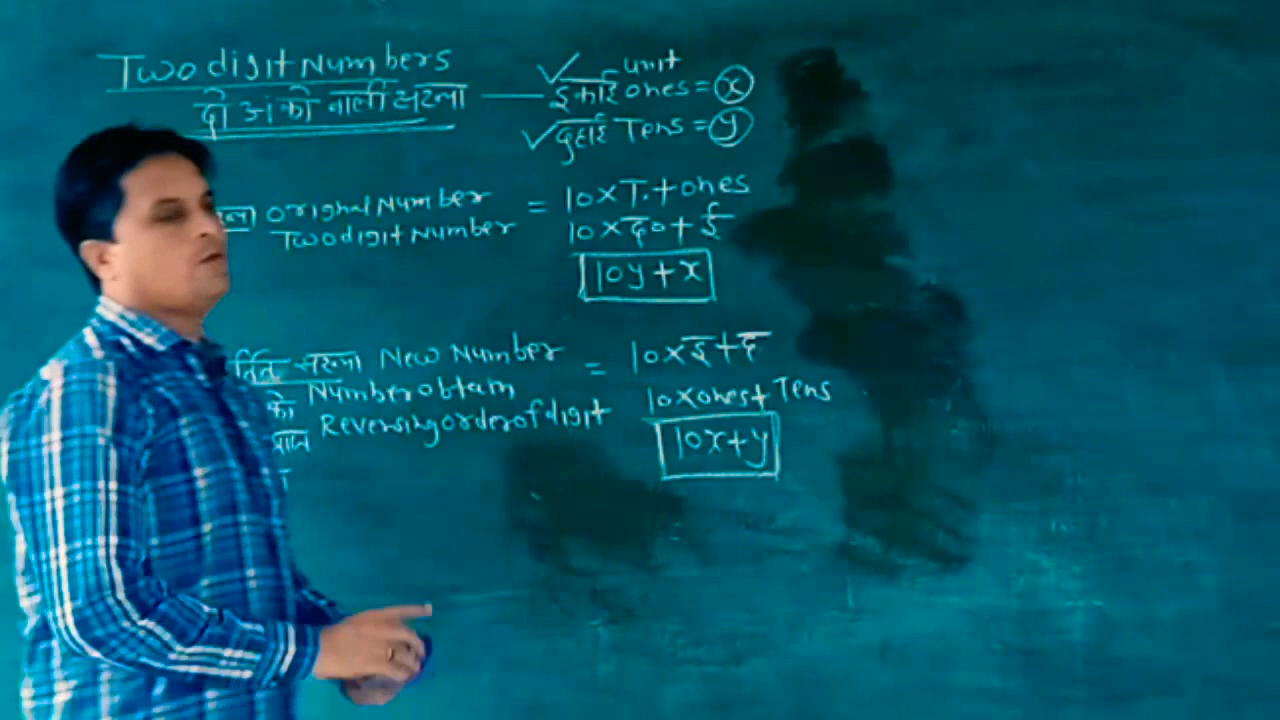 Two digit Numbers
दो अंको वाली संख्या
unit
इकाई ones = x
दहाई Tens = y
Original Number
Two digit Number
= 10 x T. + ones
10 x द० + ई
10y + x
संख्या New Number = 10 x इ + द
को Number obtain
Reversing order of digit
10 x ones + Tens
10x + y